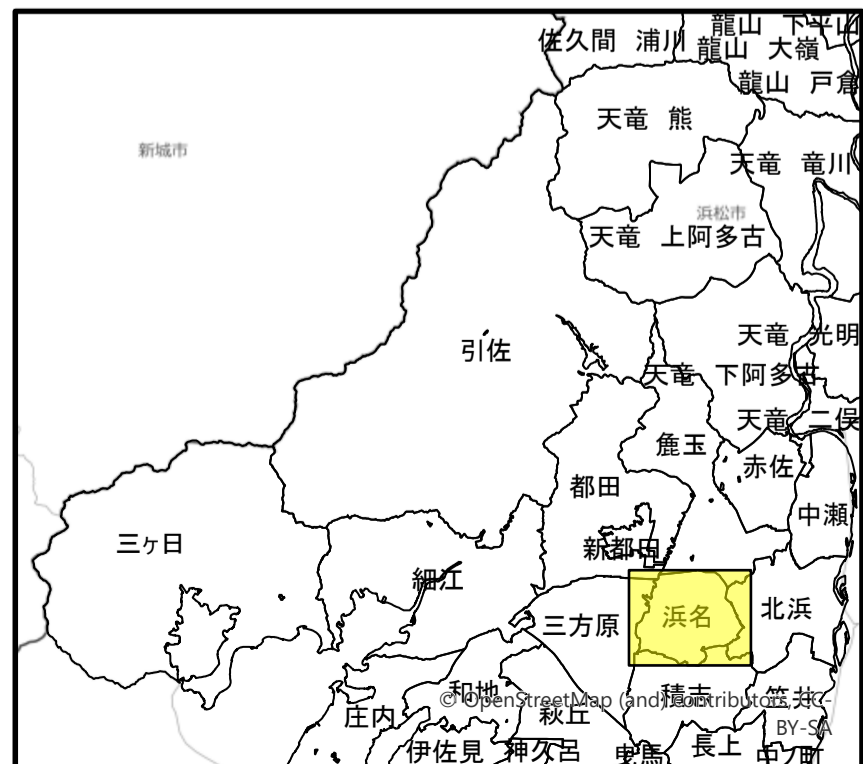 佐久間 浦川
龍山 下平山
龍山 大嶺
龍山 戸倉
天竜 熊
新城市
天竜 竜川
浜松市
天竜 上阿多古
天竜 光明
引佐
天竜 下阿多古
天竜 二俣
麁玉
赤佐
都田
中瀬
三ヶ日
新都田
細江
北浜
浜名
三方原
和地
積志
笠井
© OpenStreetMap (and) contributors, CC-
BY-SA
庄内
萩丘
伊佐見
神久呂
曳馬
長上
中ノ町